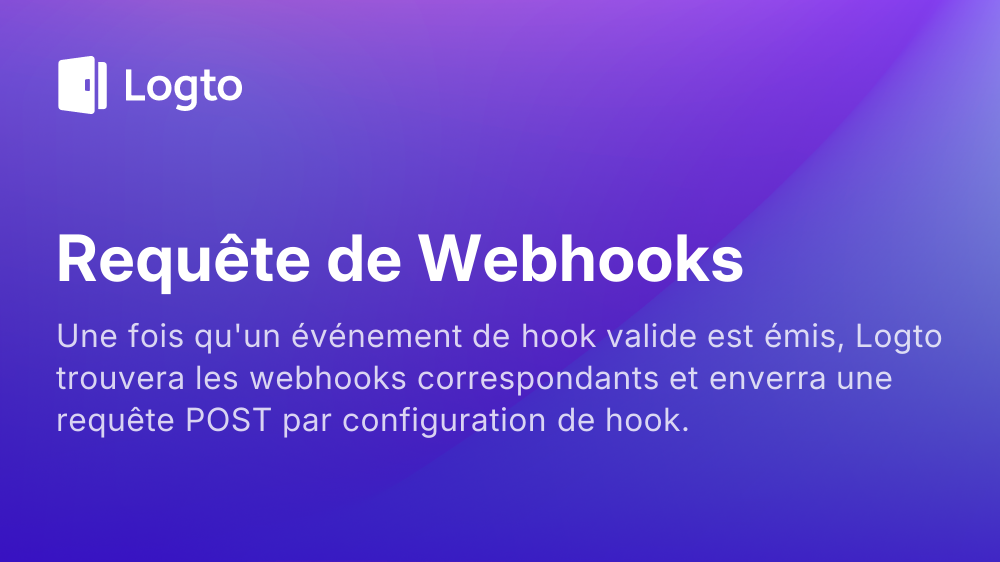 Logto
Requête de Webhooks
Une fois qu'un événement de hook valide est émis, Logto
trouvera les webhooks correspondants et enverra une
requête POST par configuration de hook.